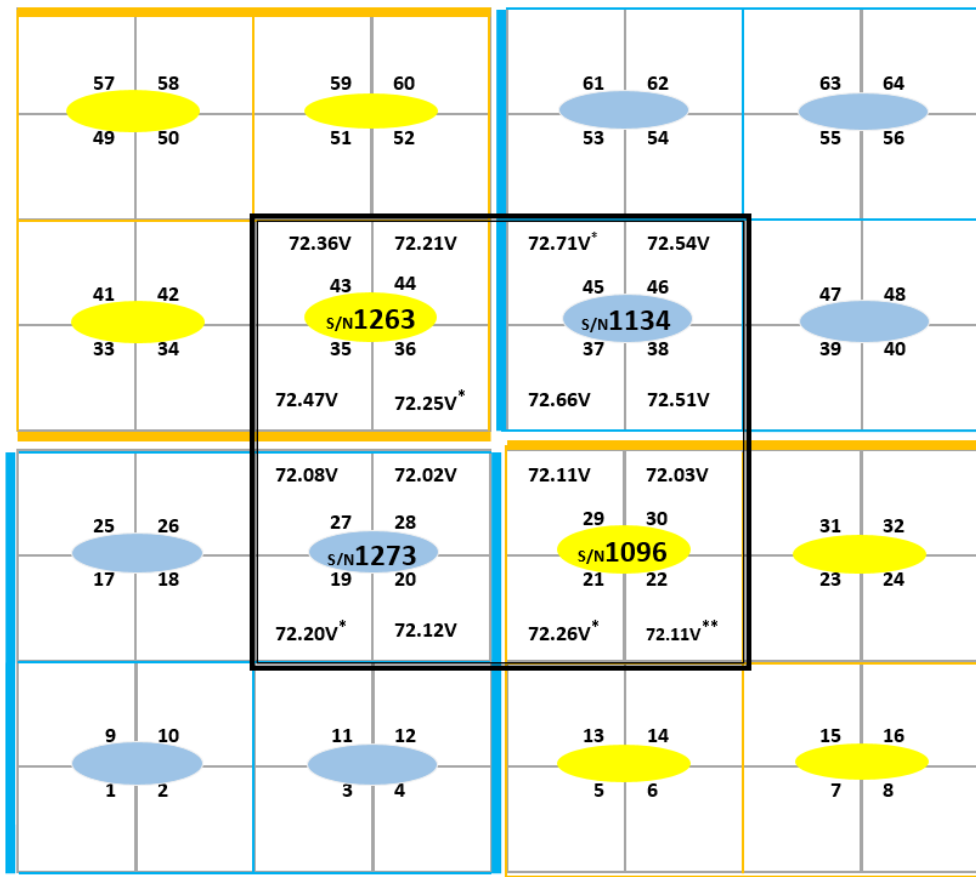 57 58 59 60 61 62 63 64
49 50 51 52 53 54 55 56
72.36V 72.21V 72.71V* 72.54V
41 42 43 44 45 46 47 48
S/N1263 S/N1134
33 34 35 36 37 38 39 40
72.47V 72.25V* 72.66V 72.51V
72.08V 72.02V 72.11V 72.03V
25 26 27 28 29 30 31 32
S/N1273 S/N1096
17 18 19 20 21 22 23 24
72.20V* 72.12V 72.26V* 72.11V**
9 10 11 12 13 14 15 16
1 2 3 4 5 6 7 8